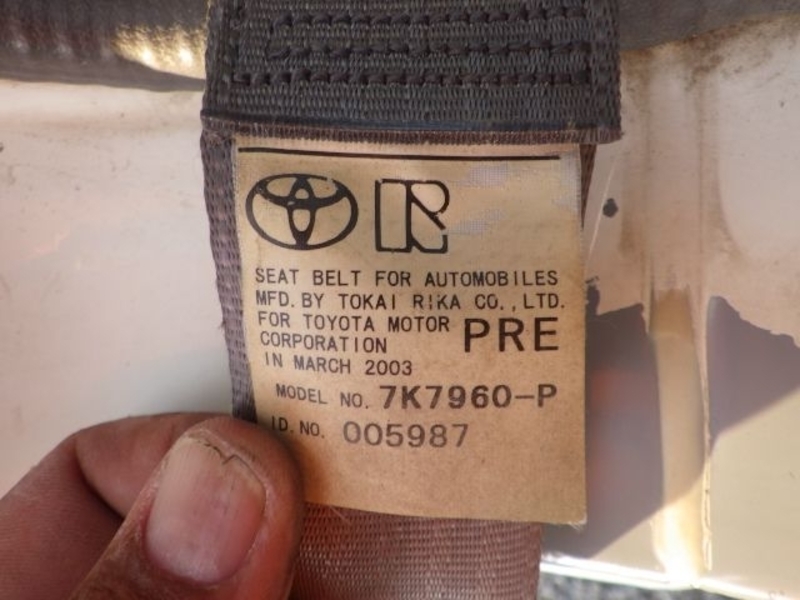 R
SEAT BELT FOR AUTOMOBILES
MFD. BY TOKAI RIKA CO., LTD.
FOR TOYOTA MOTOR PRE
CORPORATION
IN MARCH 2003
MODEL NO. 7K7960-P
ID. NO. 005987